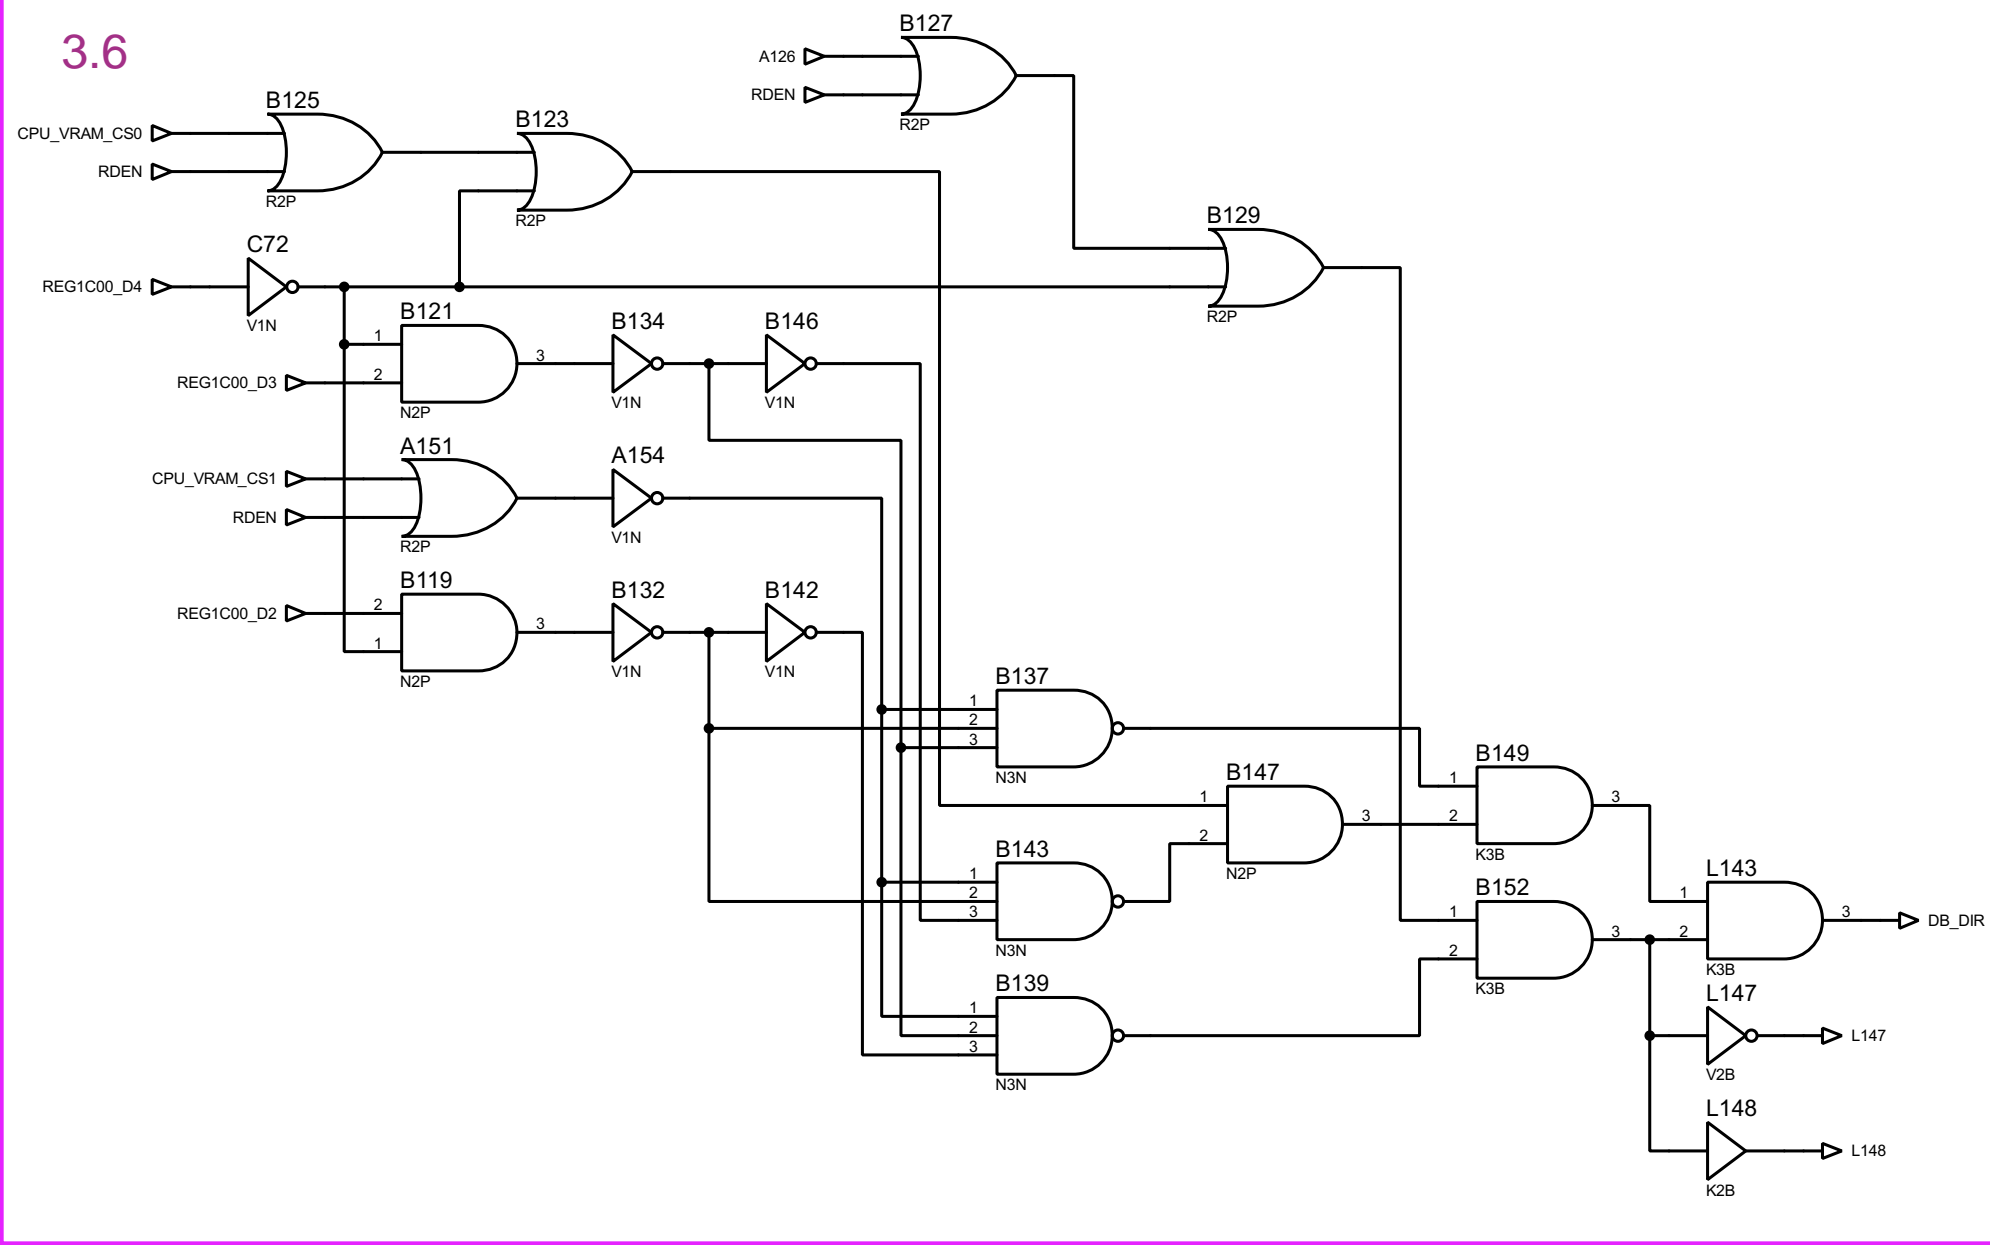 3.6
B127
A126
RDEN
R2P
B125
CPU_VRAM_CS0
RDEN
R2P
B123
R2P
B129
R2P
C72
REG1C00_D4
V1N
B121
1
REG1C00_D3
2
3
N2P
B134
V1N
B146
V1N
A151
CPU_VRAM_CS1
RDEN
R2P
A154
V1N
B119
REG1C00_D2
2
1
3
N2P
B132
V1N
B142
V1N
B137
1
2
3
N3N
B147
1
2
3
N2P
B149
1
2
3
K3B
B143
1
2
3
N3N
B152
1
2
3
K3B
L143
1
2
3
DB_DIR
K3B
B139
1
2
3
N3N
L147
L147
V2B
L148
L148
K2B